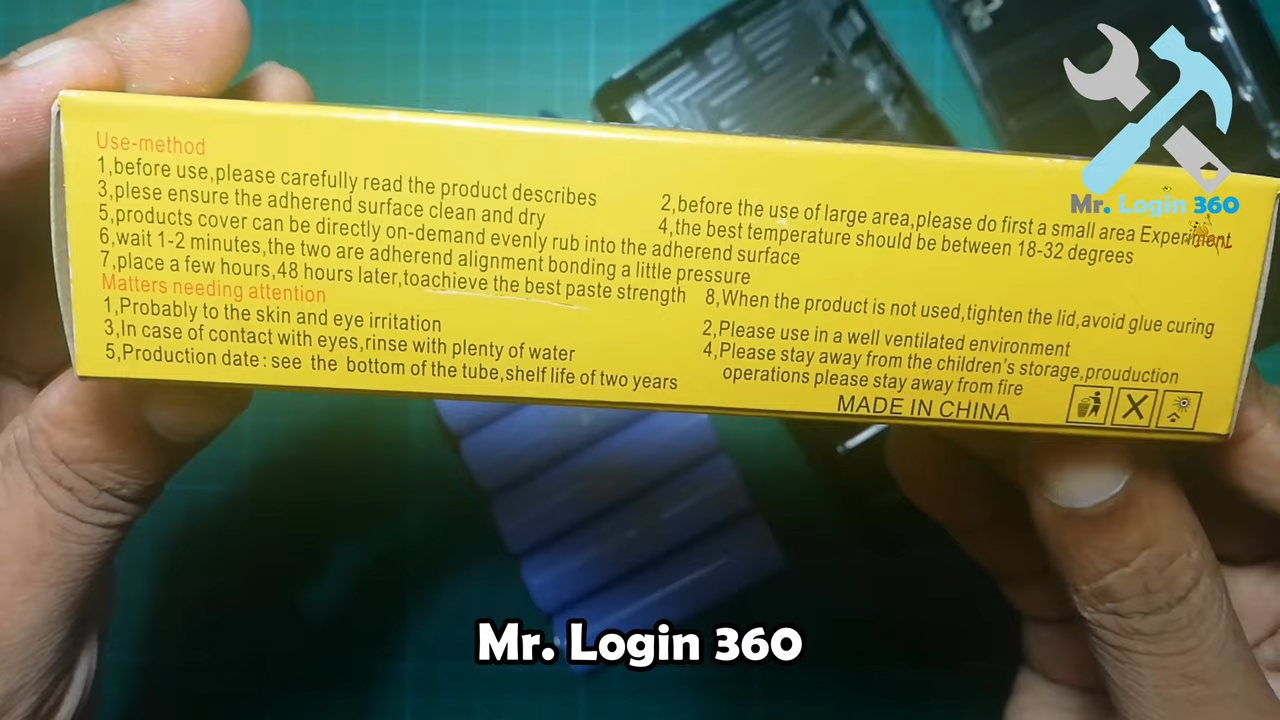 Use-method
1,before use,please carefully read the product describes
2,before the use of large area,please do first a small area Experiment
3,plese ensure the adherend surface clean and dry
4,the best temperature should be between 18-32 degrees
5,products cover can be directly on-demand evenly rub into the adherend surface
6,wait 1-2 minutes,the two are adherend alignment bonding a little pressure
7,place a few hours,48 hours later,toachieve the best paste strength
8,When the product is not used,tighten the lid,avoid glue curing
Matters needing attention
1,Probably to the skin and eye irritation
2,Please use in a well ventilated environment
3,In case of contact with eyes,rinse with plenty of water
4,Please stay away from the children's storage,prouduction
operations please stay away from fire
5,Production date: see the bottom of the tube,shelf life of two years
MADE IN CHINA
Mr. Login 360
Mr. Login 360